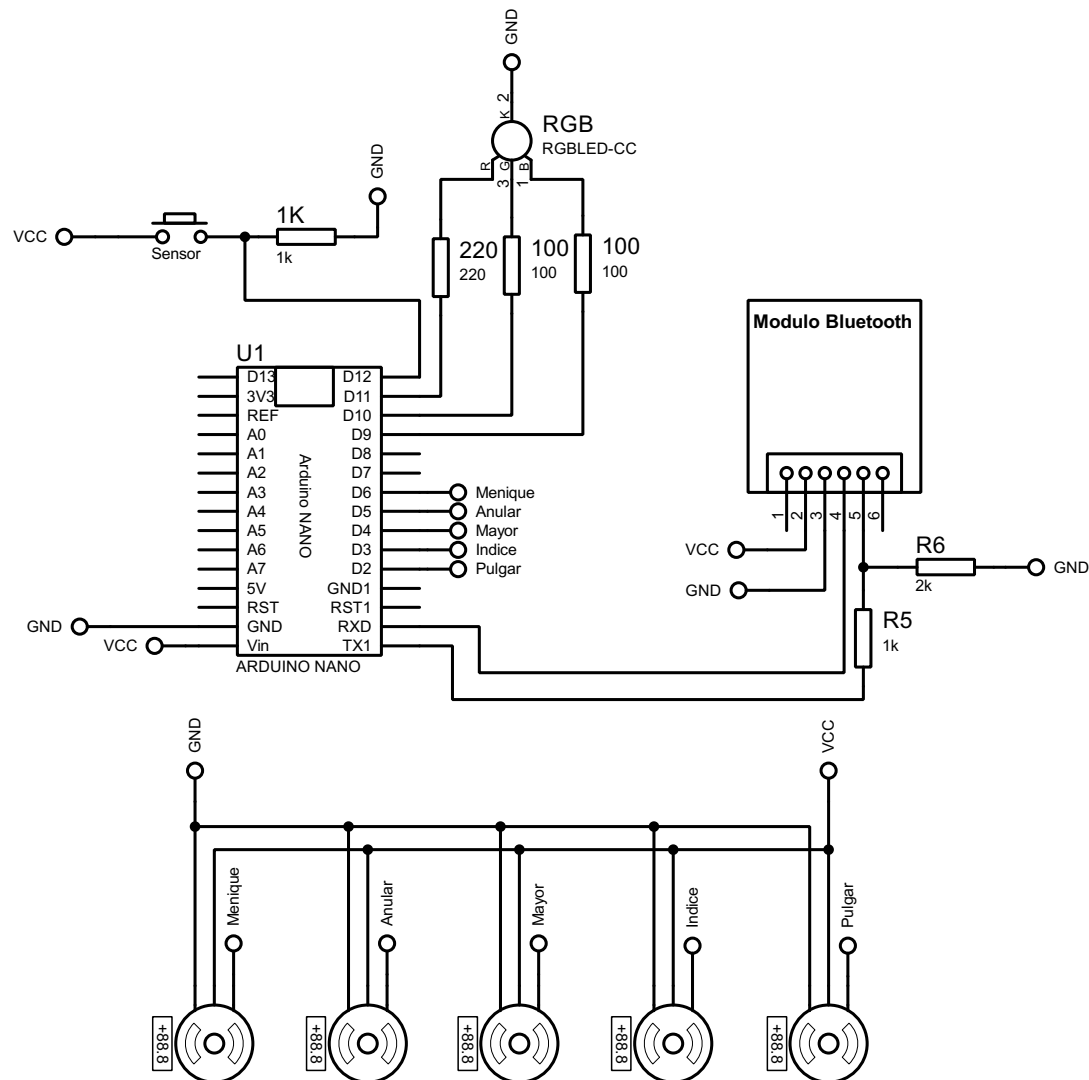 GND
K
2
RGB
RGBLED-CC
R
G
B
3
1
GND
VCC
Sensor
1K
1k
220
220
100
100
100
100
Modulo Bluetooth
1
2
3
4
5
6
VCC
GND
R6
2k
GND
R5
1k
U1
D13
3V3
REF
A0
A1
A2
A3
A4
A5
A6
A7
5V
RST
GND
Vin
Arduino NANO
D12
D11
D10
D9
D8
D7
D6
D5
D4
D3
D2
GND1
RST1
RXD
TX1
ARDUINO NANO
Menique
Anular
Mayor
Indice
Pulgar
GND
VCC
GND
VCC
Menique
Anular
Mayor
Indice
Pulgar
+88.8
+88.8
+88.8
+88.8
+88.8